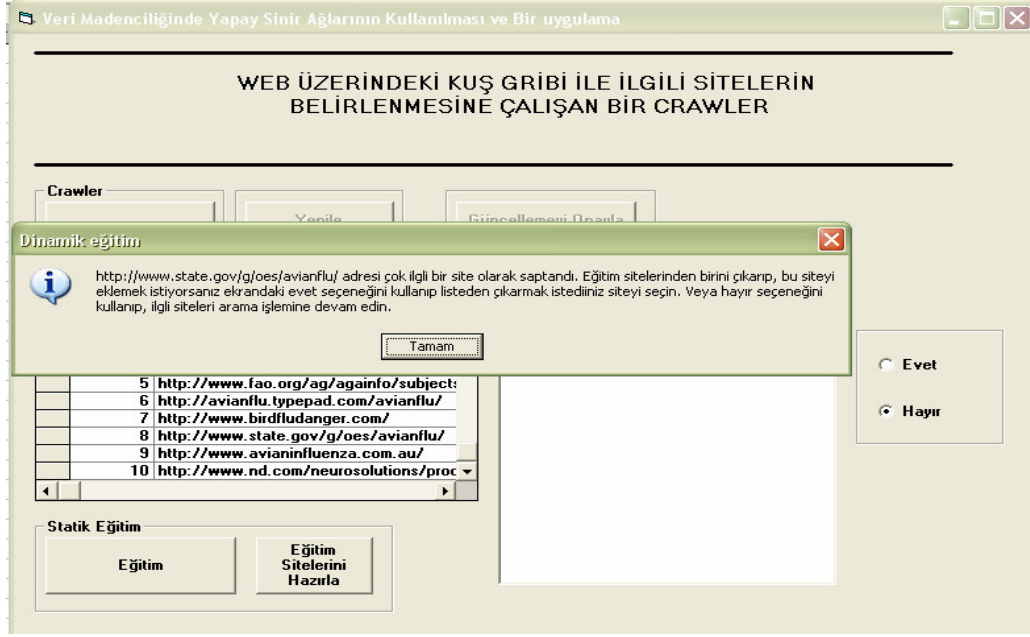 Veri Madenciliğinde Yapay Sinir Ağlarının Kullanılması ve Bir uygulama
WEB ÜZERİNDEKİ KUŞ GRİBİ İLE İLGİLİ SİTELERİN
BELİRLENMESİNE ÇALIŞAN BİR CRAWLER
Crawler
Yenile
Güncellemeyi Onayla
Dinamik eğitim
http://www.state.gov/g/oes/avianflu/ adresi çok ilgli bir site olarak saptandı. Eğitim sitelerinden birini çıkarıp, bu siteyi
eklemek istiyorsanız ekrandaki evet seçeneğini kullanıp listeden çıkarmak istediiniz siteyi seçin. Veya hayır seçeneğini
kullanıp, ilgli siteleri arama işlemine devam edin.
Tamam
Evet
Hayır
5 http://www.fao.org/ag/againfo/subjects
6 http://avianflu.typepad.com/avianflu/
7 http://www.birdfludanger.com/
8 http://www.state.gov/g/oes/avianflu/
9 http://www.avianinfluenza.com.au/
10 http://www.nd.com/neurosolutions/proc
Statik Eğitim
Eğitim
Eğitim
Sitelerini
Hazırla